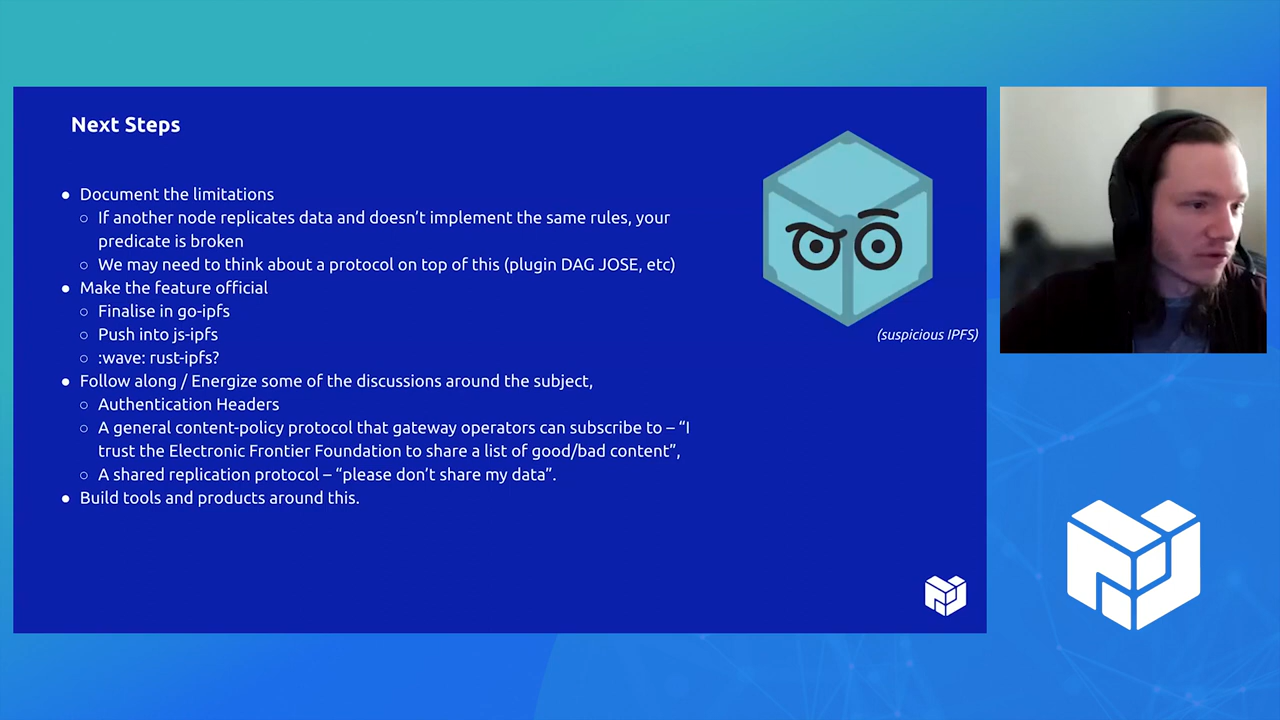 Next Steps
● Document the limitations
○ If another node replicates data and doesn’t implement the same rules, your
predicate is broken
○ We may need to think about a protocol on top of this (plugin DAG JOSE, etc)
● Make the feature official
○ Finalise in go-ipfs
○ Push into js-ipfs
○ :wave: rust-ipfs?
● Follow along / Energize some of the discussions around the subject,
○ Authentication Headers
○ A general content-policy protocol that gateway operators can subscribe to – “I
trust the Electronic Frontier Foundation to share a list of good/bad content”,
○ A shared replication protocol – “please don’t share my data”.
● Build tools and products around this.
(suspicious IPFS)